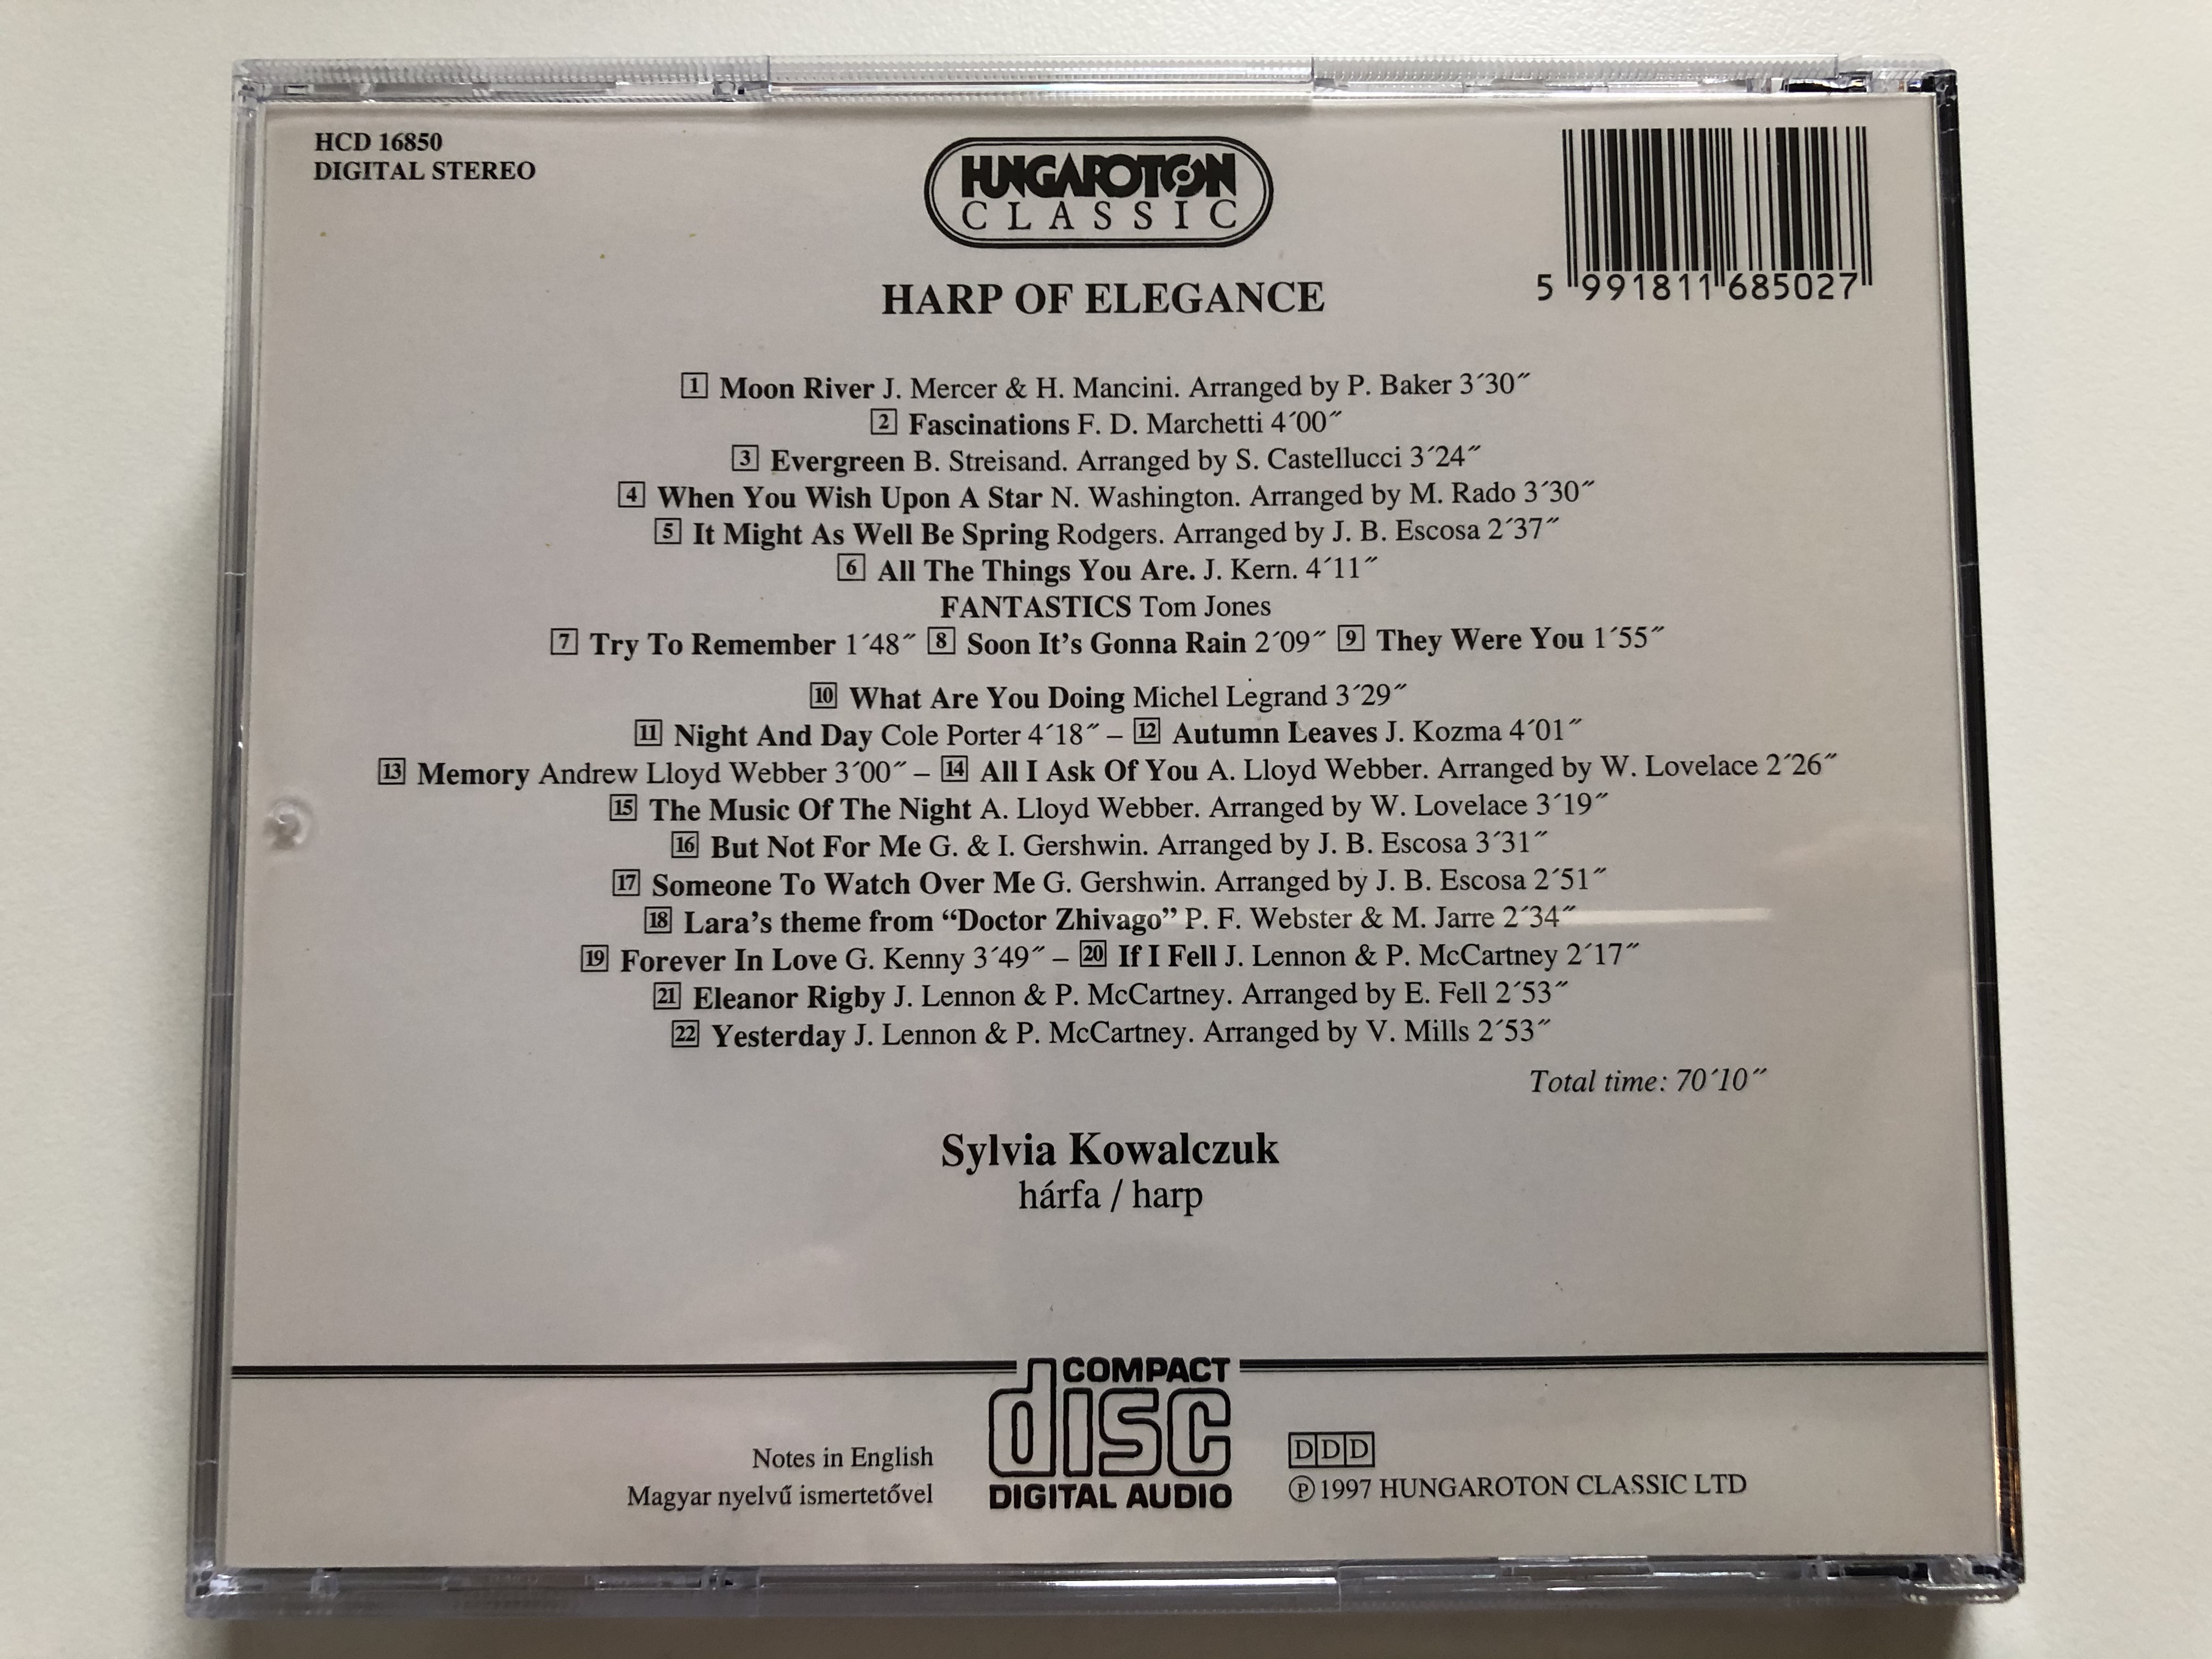 HCD 16850
DIGITAL STEREO
HUNGAROTON
CLASSIC
5 991811 685027
HARP OF ELEGANCE
1 Moon River J. Mercer & H. Mancini. Arranged by P. Baker 3´30˝
2 Fascinations F. D. Marchetti 4´00˝
3 Evergreen B. Streisand. Arranged by S. Castellucci 3´24˝
4 When You Wish Upon A Star N. Washington. Arranged by M. Rado 3´30˝
5 It Might As Well Be Spring Rodgers. Arranged by J. B. Escosa 2´37˝
6 All The Things You Are. J. Kern. 4´11˝
FANTASTICS Tom Jones
7 Try To Remember 1´48˝ 8 Soon It's Gonna Rain 2´09˝ 9 They Were You 1´55˝
10 What Are You Doing Michel Legrand 3´29˝
11 Night And Day Cole Porter 4´18˝ – 12 Autumn Leaves J. Kozma 4´01˝
13 Memory Andrew Lloyd Webber 3´00˝ – 14 All I Ask Of You A. Lloyd Webber. Arranged by W. Lovelace 2´26˝
15 The Music Of The Night A. Lloyd Webber. Arranged by W. Lovelace 3´19˝
16 But Not For Me G. & I. Gershwin. Arranged by J. B. Escosa 3´31˝
17 Someone To Watch Over Me G. Gershwin. Arranged by J. B. Escosa 2´51˝
18 Lara's theme from “Doctor Zhivago” P. F. Webster & M. Jarre 2´34˝
19 Forever In Love G. Kenny 3´49˝ – 20 If I Fell J. Lennon & P. McCartney 2´17˝
21 Eleanor Rigby J. Lennon & P. McCartney. Arranged by E. Fell 2´53˝
22 Yesterday J. Lennon & P. McCartney. Arranged by V. Mills 2´53˝
Total time: 70´10˝
Sylvia Kowalczuk
hárfa / harp
COMPACT
disc
DIGITAL AUDIO
Notes in English
Magyar nyelvű ismertetővel
DDD
℗ 1997 HUNGAROTON CLASSIC LTD